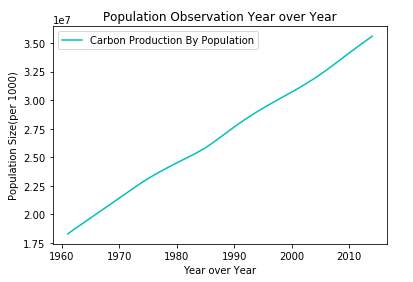 Population Observation Year over Year
1e7
Carbon Production By Population
3.50
3.25
3.00
2.75
2.50
2.25
2.00
1.75
Population Size(per 1000)
1960 1970 1980 1990 2000 2010
Year over Year